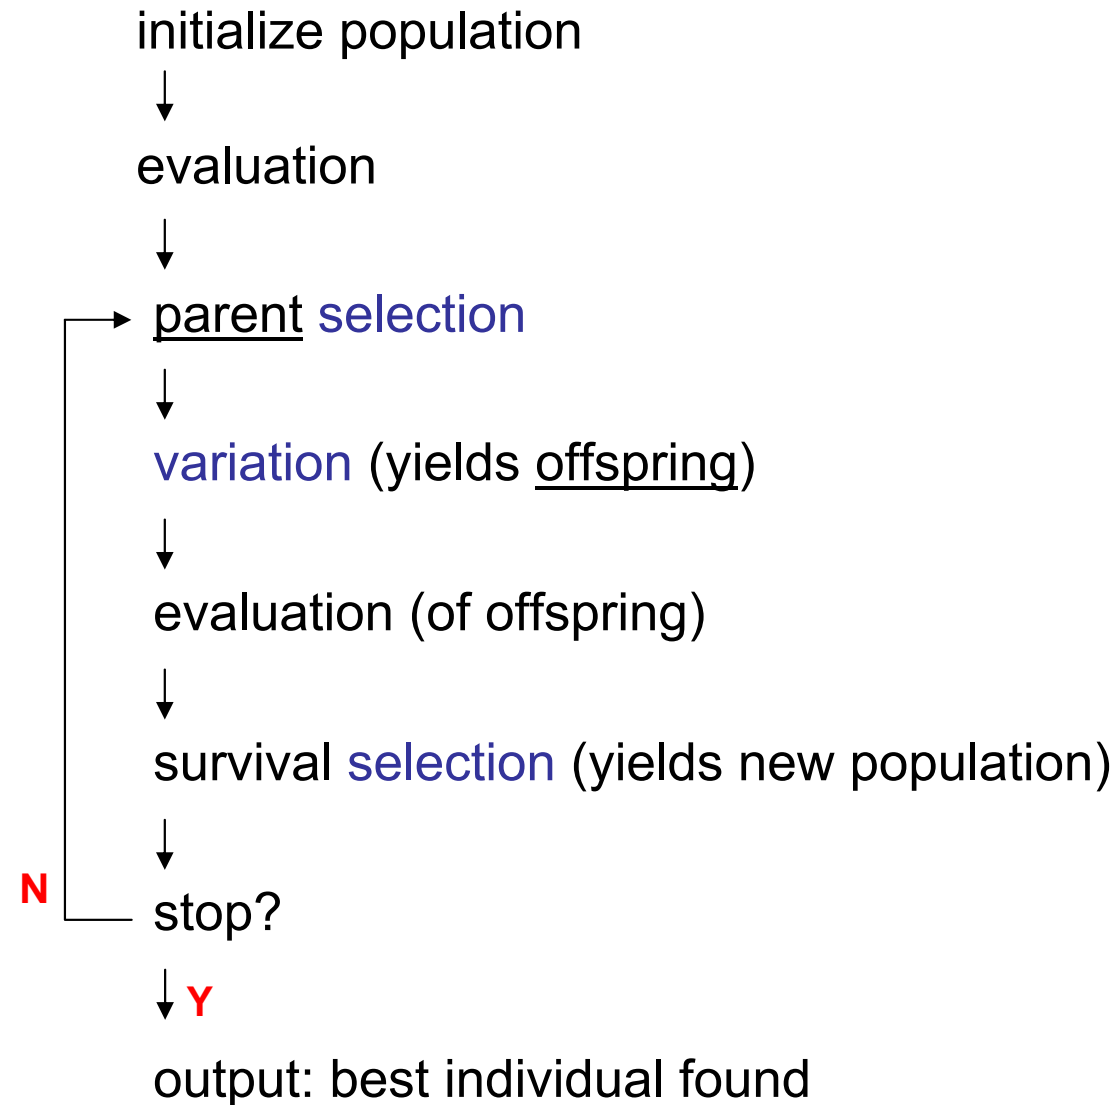 initialize population
evaluation
parent selection
variation (yields offspring)
evaluation (of offspring)
survival selection (yields new population)
N
stop?
Y
output: best individual found